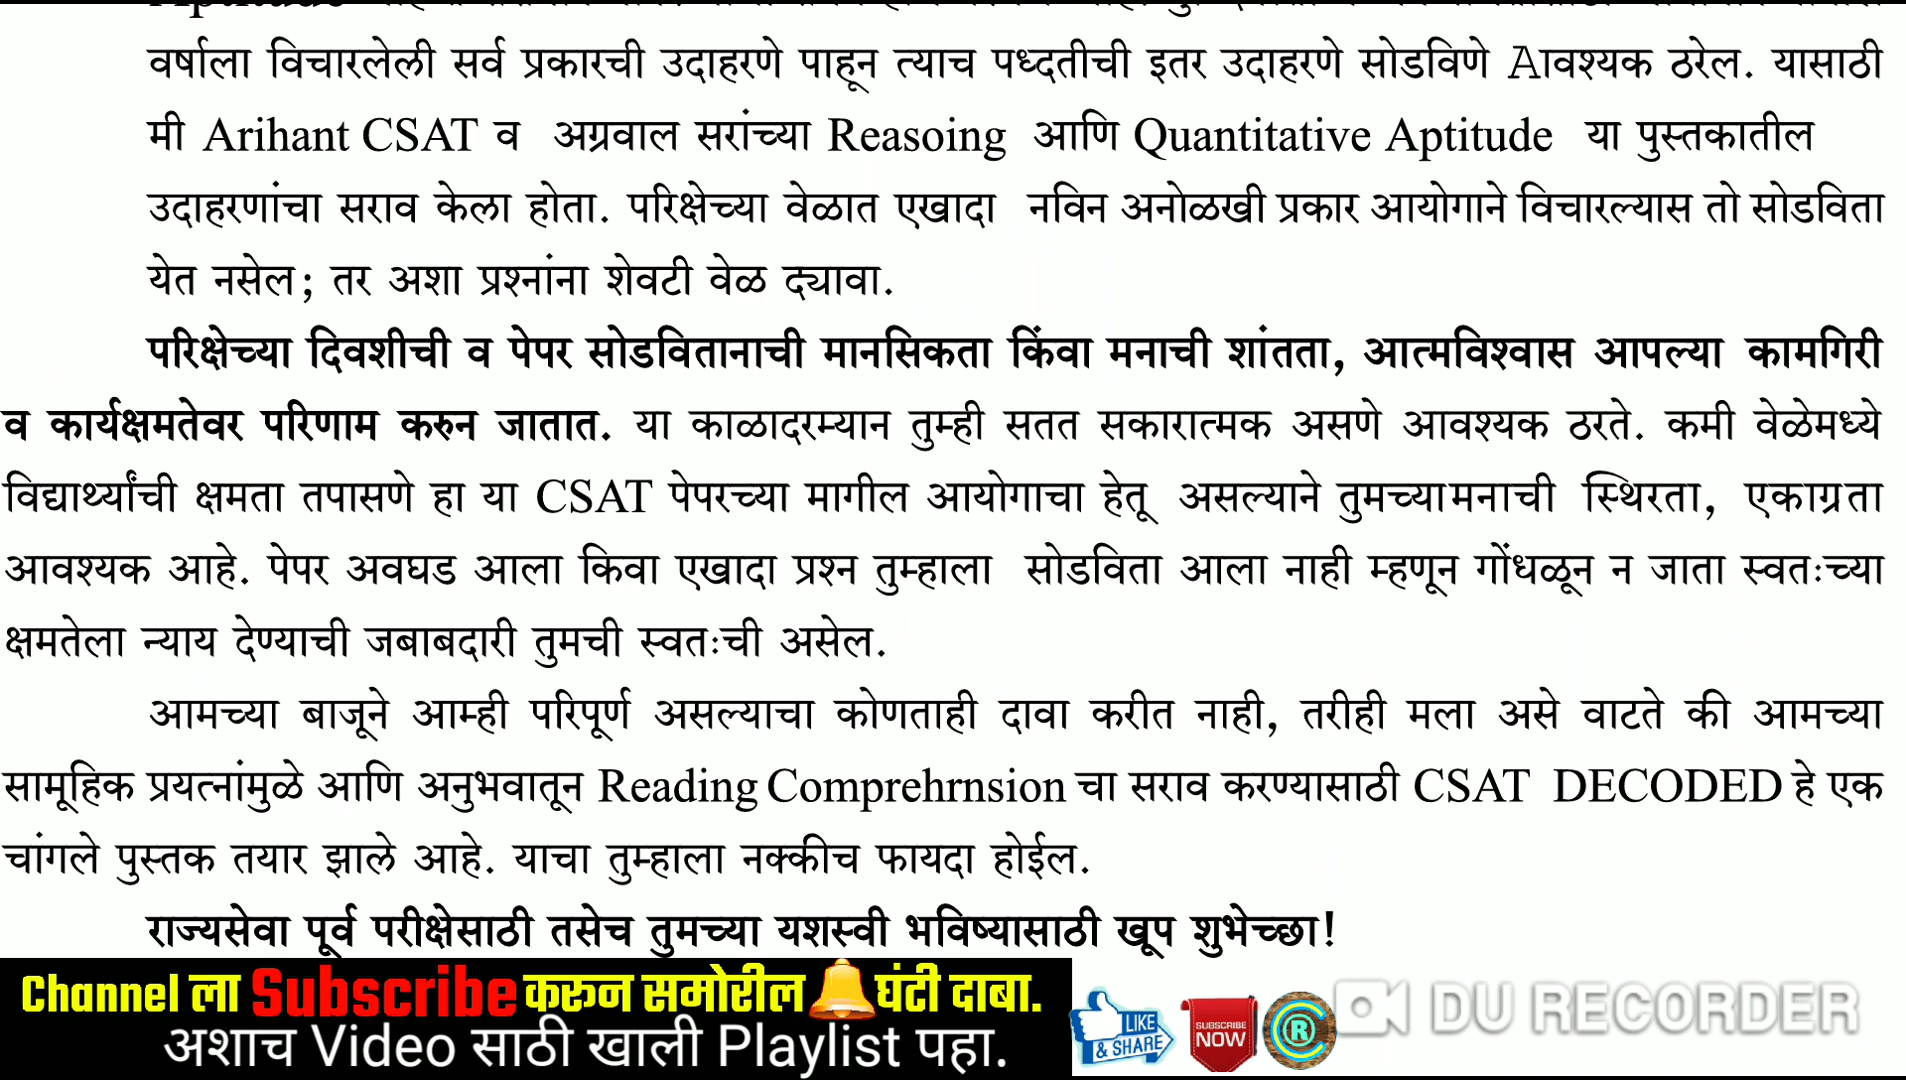 वर्षाला विचारलेली सर्व प्रकारची उदाहरणे पाहून त्याच पध्दतीची इतर उदाहरणे सोडविणे Aावश्यक ठरेल. यासाठी
मी Arihant CSAT व अग्रवाल सरांच्या Reasoing आणि Quantitative Aptitude या पुस्तकातील
उदाहरणांचा सराव केला होता. परिक्षेच्या वेळात एखादा नविन अनोळखी प्रकार आयोगाने विचारल्यास तो सोडविता
येत नसेल; तर अशा प्रश्नांना शेवटी वेळ द्यावा.
परिक्षेच्या दिवशीची व पेपर सोडवितानाची मानसिकता किंवा मनाची शांतता, आत्मविश्वास आपल्या कामगिरी
व कार्यक्षमतेवर परिणाम करुन जातात. या काळादरम्यान तुम्ही सतत सकारात्मक असणे आवश्यक ठरते. कमी वेळेमध्ये
विद्यार्थ्यांची क्षमता तपासणे हा या CSAT पेपरच्या मागील आयोगाचा हेतू असल्याने तुमच्यामनाची स्थिरता, एकाग्रता
आवश्यक आहे. पेपर अवघड आला किवा एखादा प्रश्न तुम्हाला सोडविता आला नाही म्हणून गोंधळून न जाता स्वतःच्या
क्षमतेला न्याय देण्याची जबाबदारी तुमची स्वतःची असेल.
आमच्या बाजूने आम्ही परिपूर्ण असल्याचा कोणताही दावा करीत नाही, तरीही मला असे वाटते की आमच्या
सामूहिक प्रयत्नांमुळे आणि अनुभवातून Reading Comprehrnsion चा सराव करण्यासाठी CSAT DECODED हे एक
चांगले पुस्तक तयार झाले आहे. याचा तुम्हाला नक्कीच फायदा होईल.
राज्यसेवा पूर्व परीक्षेसाठी तसेच तुमच्या यशस्वी भविष्यासाठी खूप शुभेच्छा!
Channel ला Subscribe करून समोरील घंटी दाबा.
अशाच Video साठी खाली Playlist पहा.
LIKE & SHARE
SUBSCRIBE NOW
®
DU RECORDER